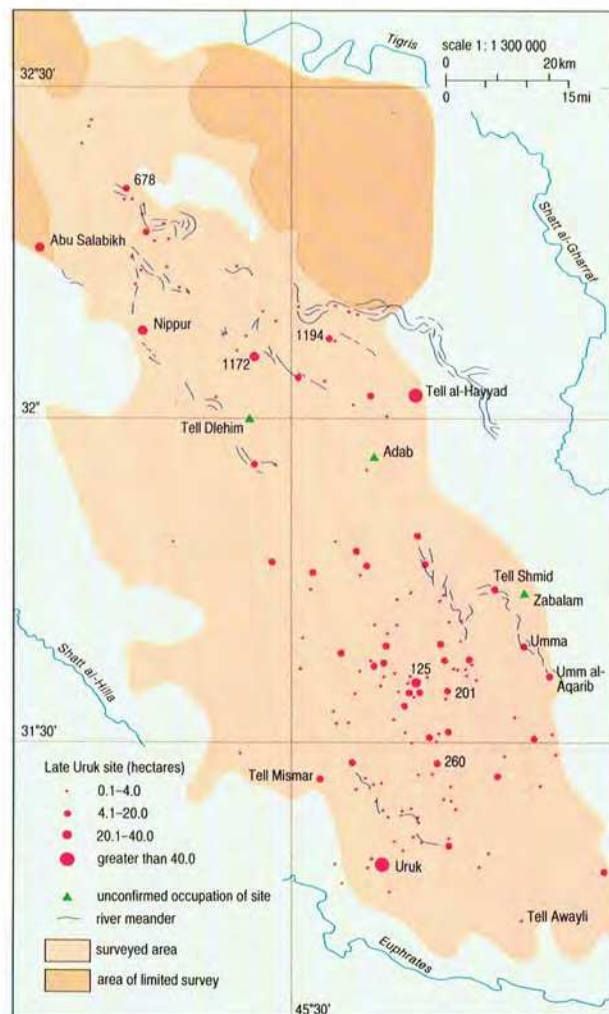 Tigris
scale 1: 1 300 000
0 20 km
0 15 mi
32°30'
Shatt al-Gharraf
678
Abu Salabikh
Nippur
1194
1172
Tell al-Hayyad
32°
Tell Dlehim
Adab
Tell Shmid
Zabalam
Umma
Umm al-
Aqarib
125
201
Shatt al-Hilla
31°30'
260
Tell Mismar
Late Uruk site (hectares)
0.1–4.0
4.1–20.0
20.1–40.0
greater than 40.0
Uruk
unconfirmed occupation of site
river meander
Tell Awayli
surveyed area
area of limited survey
Euphrates
45°30'